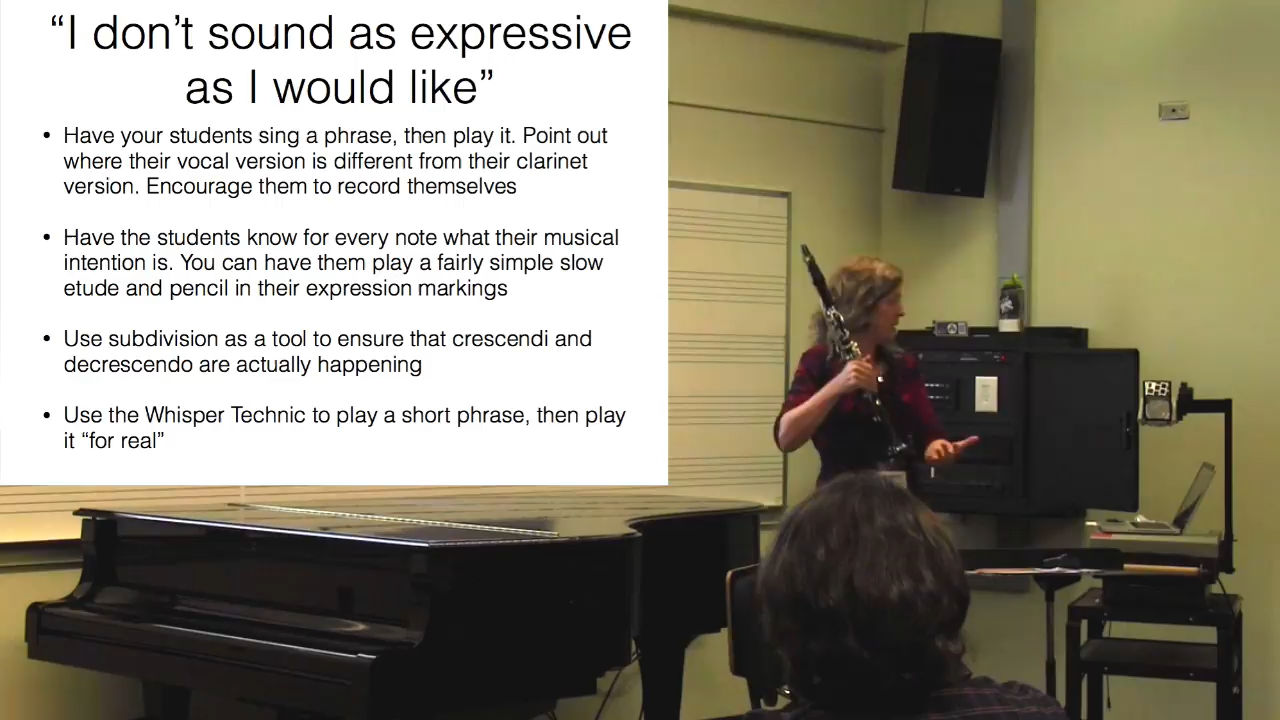 “I don’t sound as expressive
as I would like”
• Have your students sing a phrase, then play it. Point out
where their vocal version is different from their clarinet
version. Encourage them to record themselves
• Have the students know for every note what their musical
intention is. You can have them play a fairly simple slow
etude and pencil in their expression markings
• Use subdivision as a tool to ensure that crescendi and
decrescendo are actually happening
• Use the Whisper Technic to play a short phrase, then play
it “for real”